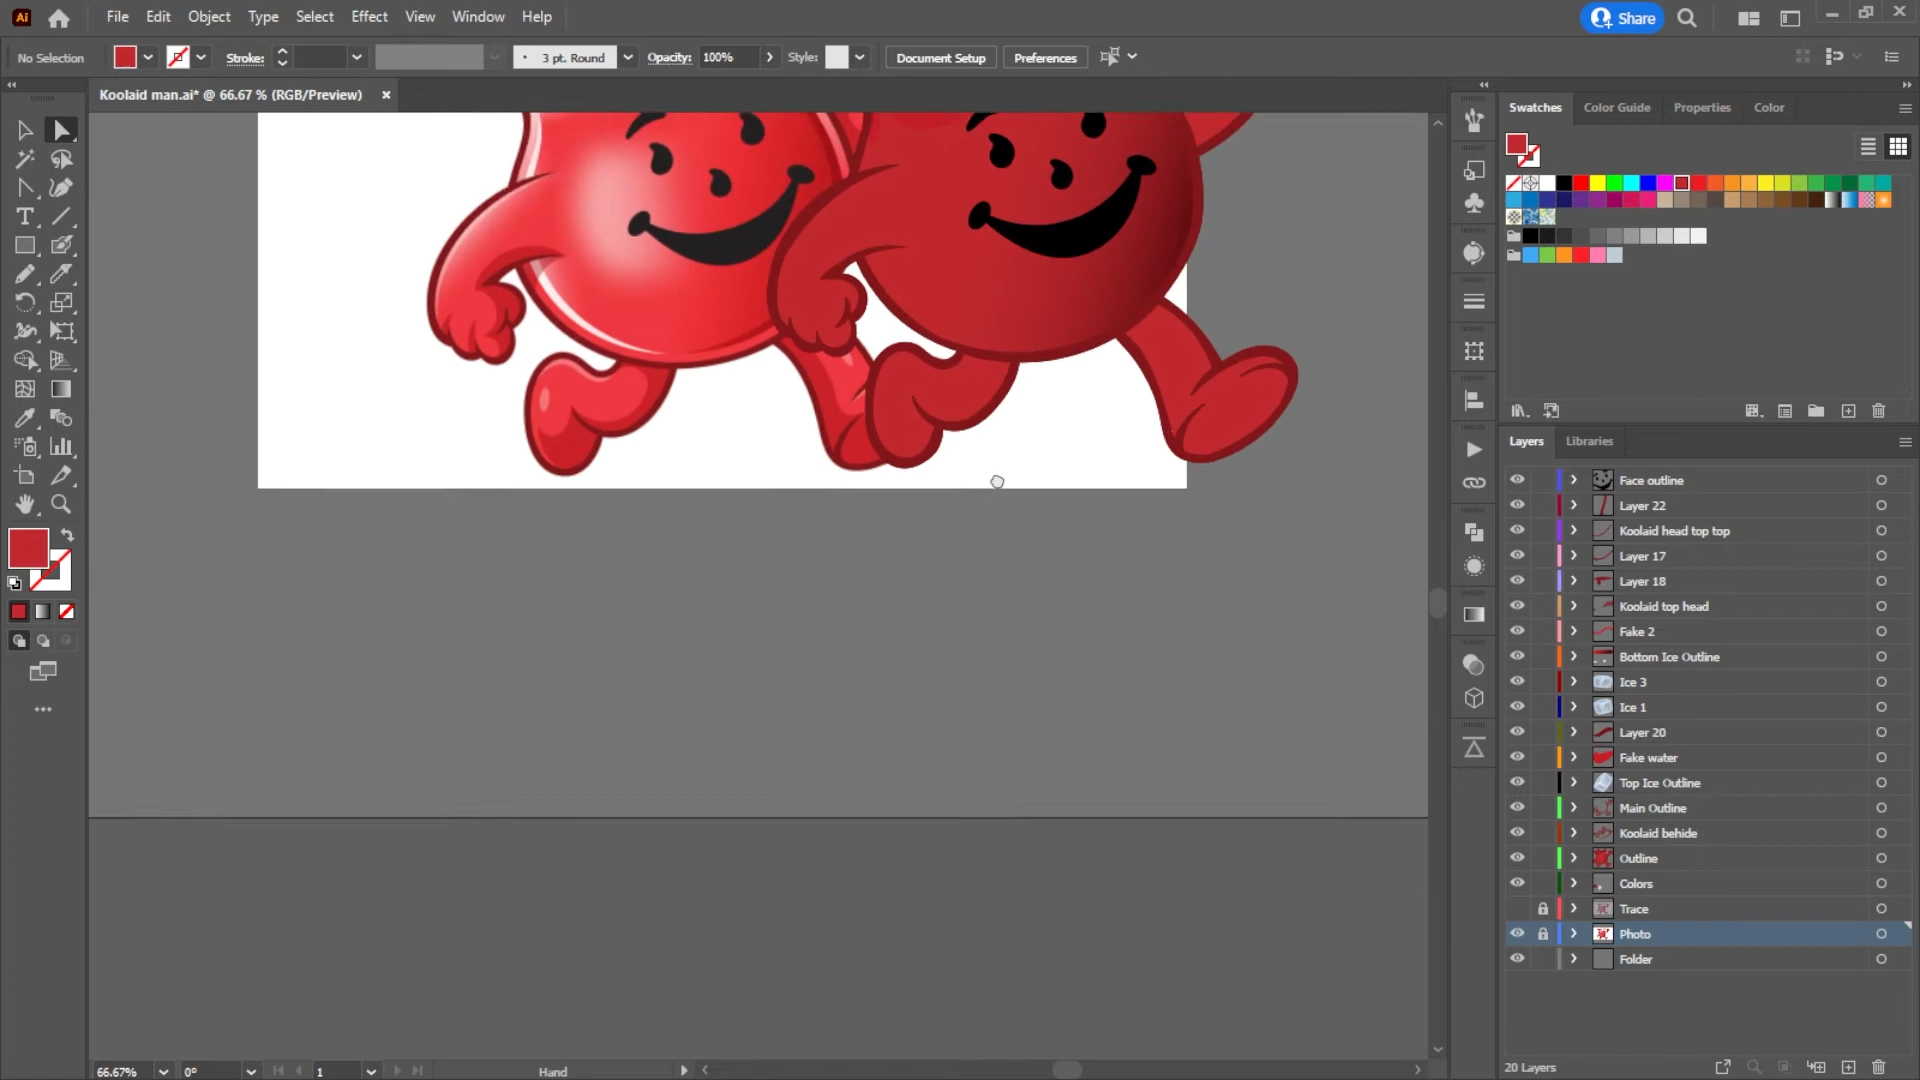 Ai File Edit Object Type Select Effect View Window Help Share
No Selection Stroke: 3 pt. Round Opacity: 100% Style: Document Setup Preferences
Koolaid man.ai* @ 66.67 % (RGB/Preview)
Swatches Color Guide Properties Color
Layers Libraries
Face outline
Layer 22
Koolaid head top top
Layer 17
Layer 18
Koolaid top head
Fake 2
Bottom Ice Outline
Ice 3
Ice 1
Layer 20
Fake water
Top Ice Outline
Main Outline
Koolaid behide
Outline
Colors
Trace
Photo
Folder
66.67% 0° 1 Hand 20 Layers